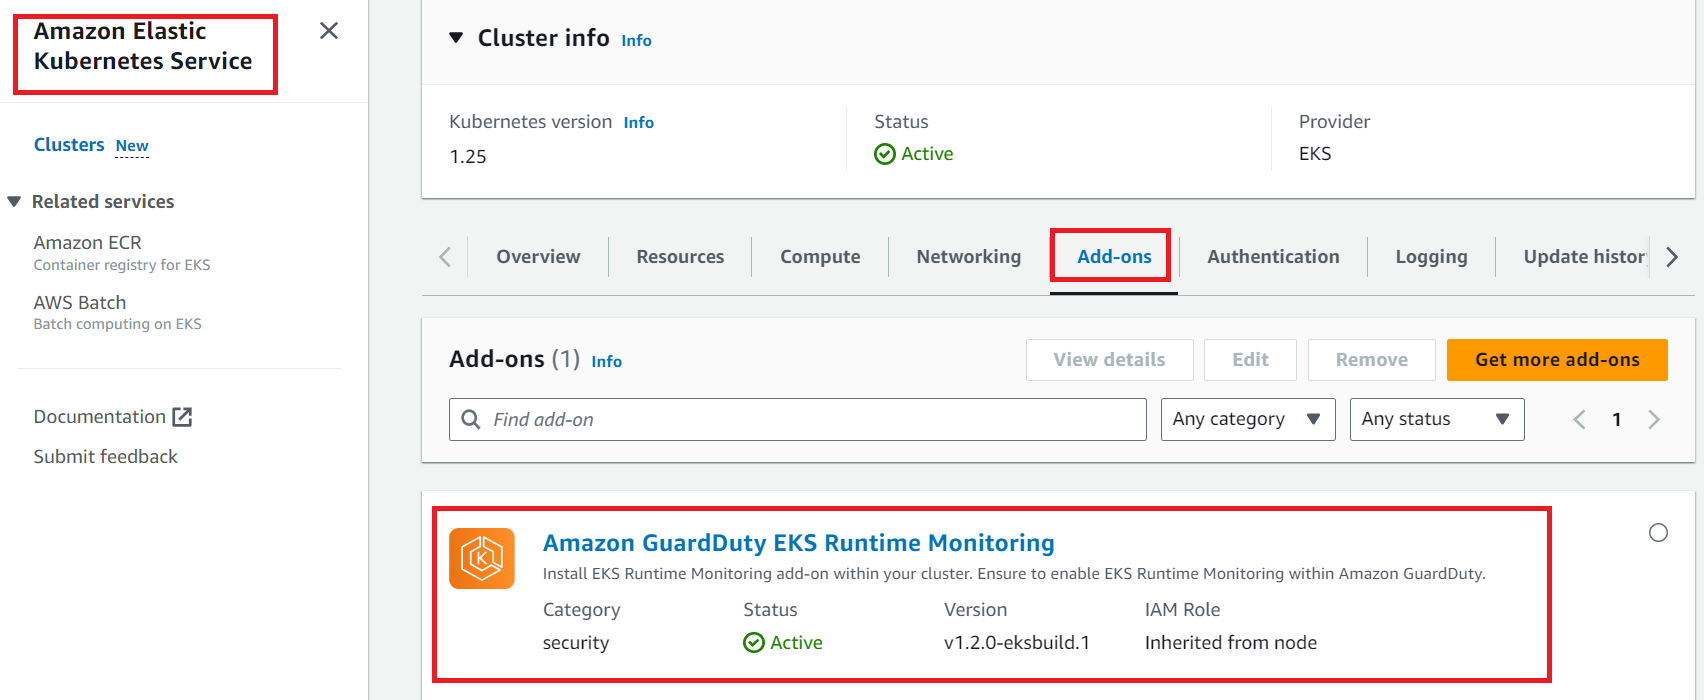 Amazon Elastic
Kubernetes Service
Clusters New
Related services
Amazon ECR
Container registry for EKS
AWS Batch
Batch computing on EKS
Documentation
Submit feedback
Cluster info Info
Kubernetes version Info
1.25
Status
Active
Provider
EKS
Overview Resources Compute Networking Add-ons Authentication Logging Update histor
Add-ons (1) Info
View details Edit Remove Get more add-ons
Find add-on Any category Any status 1
K
Amazon GuardDuty EKS Runtime Monitoring
Install EKS Runtime Monitoring add-on within your cluster. Ensure to enable EKS Runtime Monitoring within Amazon GuardDuty.
Category Status Version IAM Role
security Active v1.2.0-eksbuild.1 Inherited from node